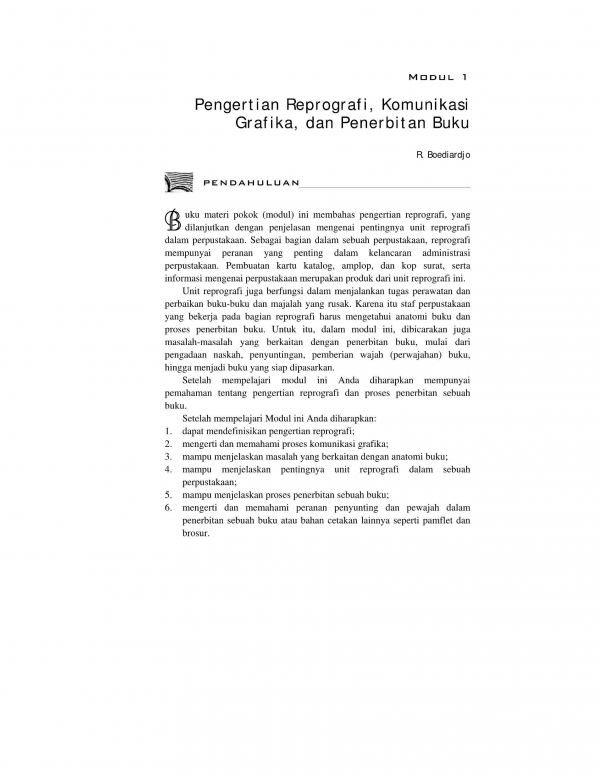 Modul 1
Pengertian Reprografi, Komunikasi
Grafika, dan Penerbitan Buku
R. Boediardjo
PENDAHULUAN
Buku materi pokok (modul) ini membahas pengertian reprografi, yang
dilanjutkan dengan penjelasan mengenai pentingnya unit reprografi
dalam perpustakaan. Sebagai bagian dalam sebuah perpustakaan, reprografi
mempunyai peranan yang penting dalam kelancaran administrasi
perpustakaan. Pembuatan kartu katalog, amplop, dan kop surat, serta
informasi mengenai perpustakaan merupakan produk dari unit reprografi ini.
Unit reprografi juga berfungsi dalam menjalankan tugas perawatan dan
perbaikan buku-buku dan majalah yang rusak. Karena itu staf perpustakaan
yang bekerja pada bagian reprografi harus mengetahui anatomi buku dan
proses penerbitan buku. Untuk itu, dalam modul ini, dibicarakan juga
masalah-masalah yang berkaitan dengan penerbitan buku, mulai dari
pengadaan naskah, penyuntingan, pemberian wajah (perwajahan) buku,
hingga menjadi buku yang siap dipasarkan.
Setelah mempelajari modul ini Anda diharapkan mempunyai
pemahaman tentang pengertian reprografi dan proses penerbitan sebuah
buku.
Setelah mempelajari Modul ini Anda diharapkan:
1. dapat mendefinisikan pengertian reprografi;
2. mengerti dan memahami proses komunikasi grafika;
3. mampu menjelaskan masalah yang berkaitan dengan anatomi buku;
4. mampu menjelaskan pentingnya unit reprografi dalam sebuah
perpustakaan;
5. mampu menjelaskan proses penerbitan sebuah buku;
6. mengerti dan memahami peranan penyunting dan pewajah dalam
penerbitan sebuah buku atau bahan cetakan lainnya seperti pamflet dan
brosur.